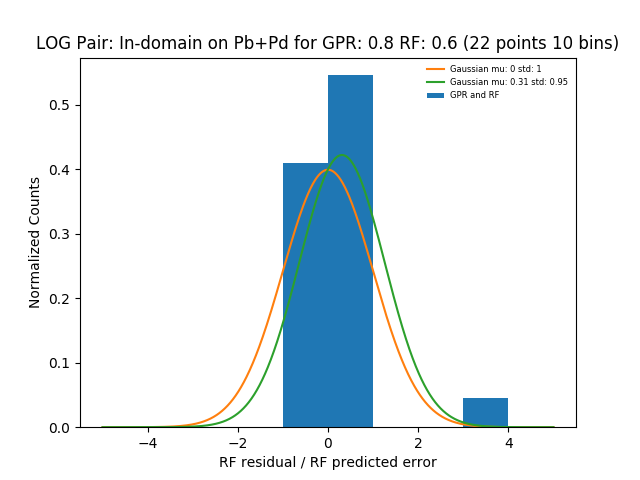 LOG Pair: In-domain on Pb+Pd for GPR: 0.8 RF: 0.6 (22 points 10 bins)
Gaussian mu: 0 std: 1
Gaussian mu: 0.31 std: 0.95
GPR and RF
Normalized Counts
0.5
0.4
0.3
0.2
0.1
0.0
−4 −2 0 2 4
RF residual / RF predicted error